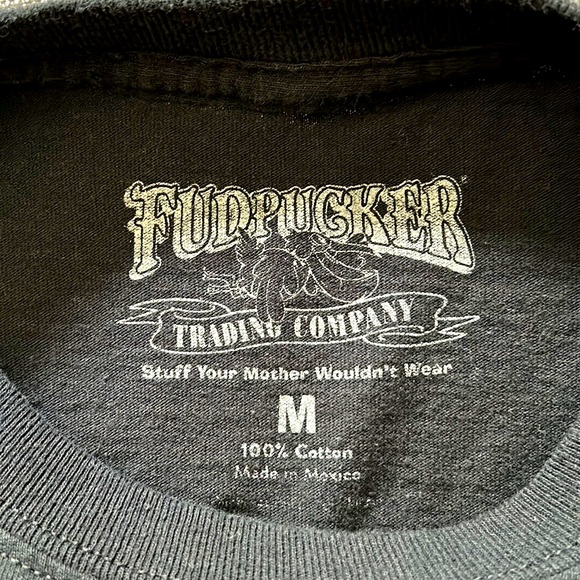 FUDPUCKER
TRADING COMPANY
Stuff Your Mother Wouldn't Wear
M
100% Cotton
Made in Mexico